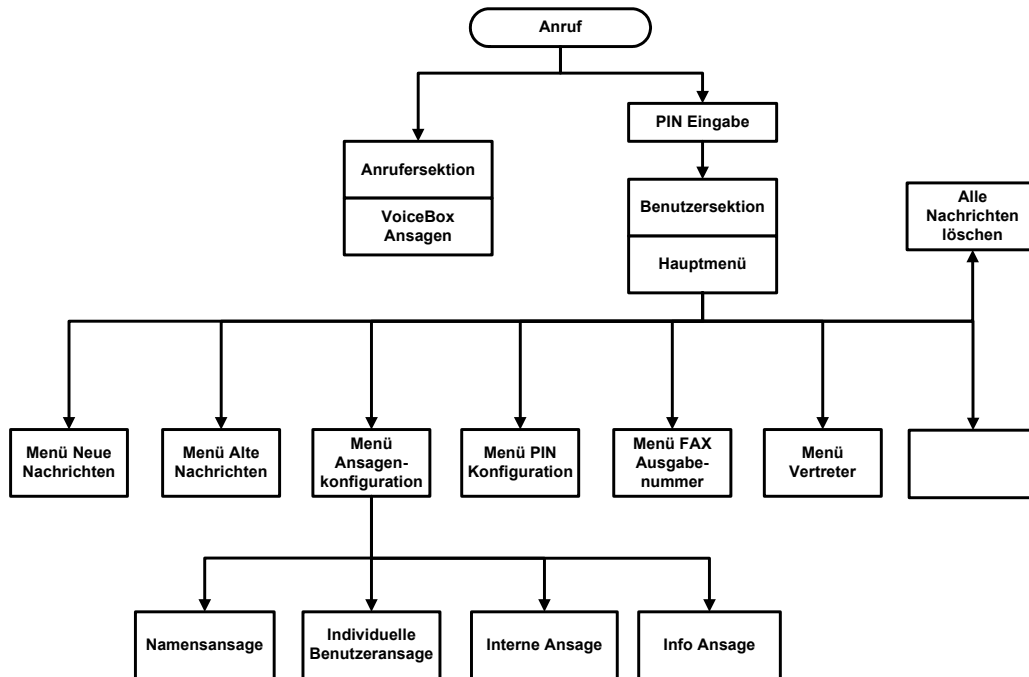 Anruf
PIN Eingabe
Anrufersektion
VoiceBox
Ansagen
Benutzersektion
Hauptmenü
Alle
Nachrichten
löschen
Menü Neue
Nachrichten
Menü Alte
Nachrichten
Menü
Ansagen-
konfiguration
Menü PIN
Konfiguration
Menü FAX
Ausgabe-
nummer
Menü
Vertreter
Namensansage
Individuelle
Benutzeransage
Interne Ansage
Info Ansage